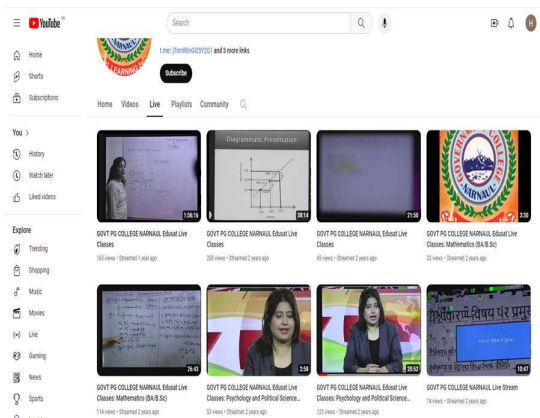 YouTube
Search
H
Home
Shorts
Subscriptions
You >
History
Watch later
Liked videos
Explore
Trending
Shopping
Music
Movies
Live
Gaming
News
Sports
NARNAUL
LEARNING
and 3 more links
Subscribe
Home Videos Live Playlists Community
1:06:16
GOVT PG COLLEGE NARNAUL Edusat Live
Classes
163 views • Streamed 1 year ago
Diagrammatic Presentation
38:14
GOVT PG COLLEGE NARNAUL Edusat Live
Classes
208 views • Streamed 2 years ago
21:50
GOVT PG COLLEGE NARNAUL Edusat Live
Classes
45 views • Streamed 2 years ago
GOVERNMENT COLLEGE
NARNAUL
3:30
GOVT PG COLLEGE NARNAUL Edusat Live
Classes: Mathematics (BA/B.Sc)
33 views • Streamed 2 years ago
26:43
GOVT PG COLLEGE NARNAUL Edusat Live
Classes: Mathematics (BA/B.Sc)
114 views • Streamed 2 years ago
2:58
GOVT PG COLLEGE NARNAUL Edusat Live
Classes: Psychology and Political Science...
53 views • Streamed 2 years ago
20:52
GOVT PG COLLEGE NARNAUL Edusat Live
Classes: Psychology and Political Science...
123 views • Streamed 2 years ago
विषय पर
10:47
GOVT PG COLLEGE NARNAUL Live Stream
74 views • Streamed 2 years ago